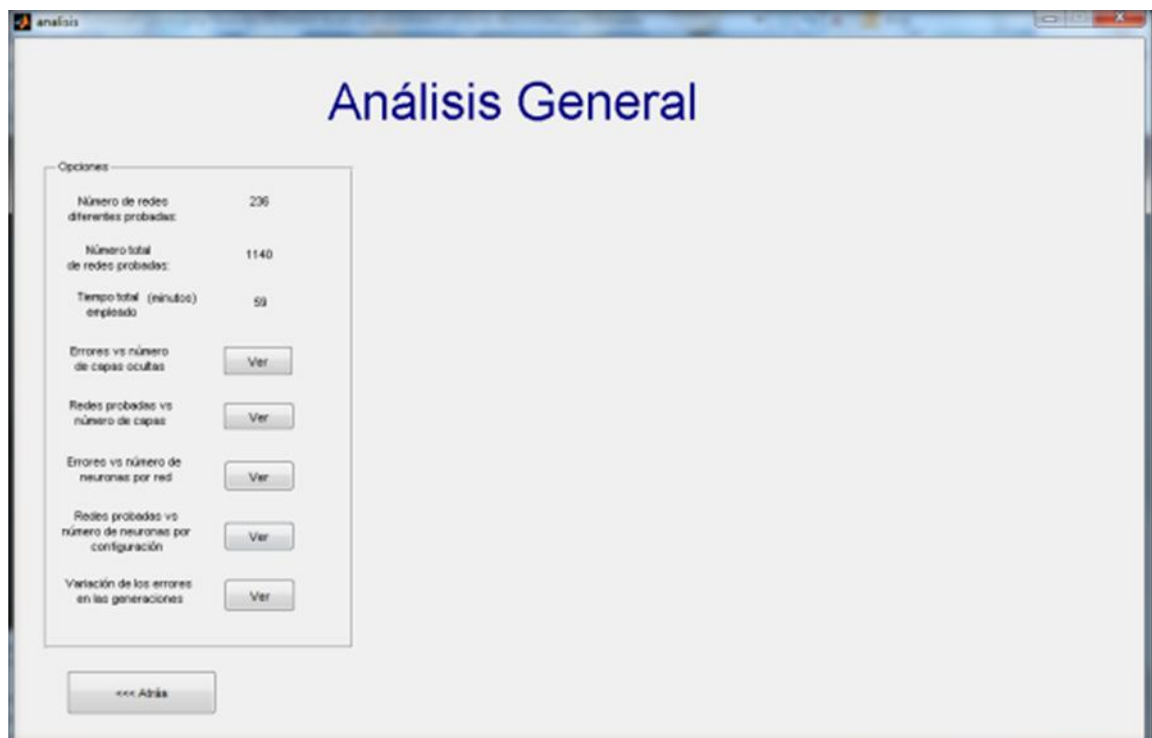 analisis
Análisis General
Opciones
Número de redes
diferentes probadas:
236
Número total
de redes probadas:
1140
Tiempo total (minutos)
empleado
59
Errores vs número
de capas ocultas
Ver
Redes probadas vs
número de capas
Ver
Errores vs número de
neuronas por red
Ver
Redes probadas vs
número de neuronas por
configuración
Ver
Variación de los errores
en las generaciones
Ver
<<< Atrás